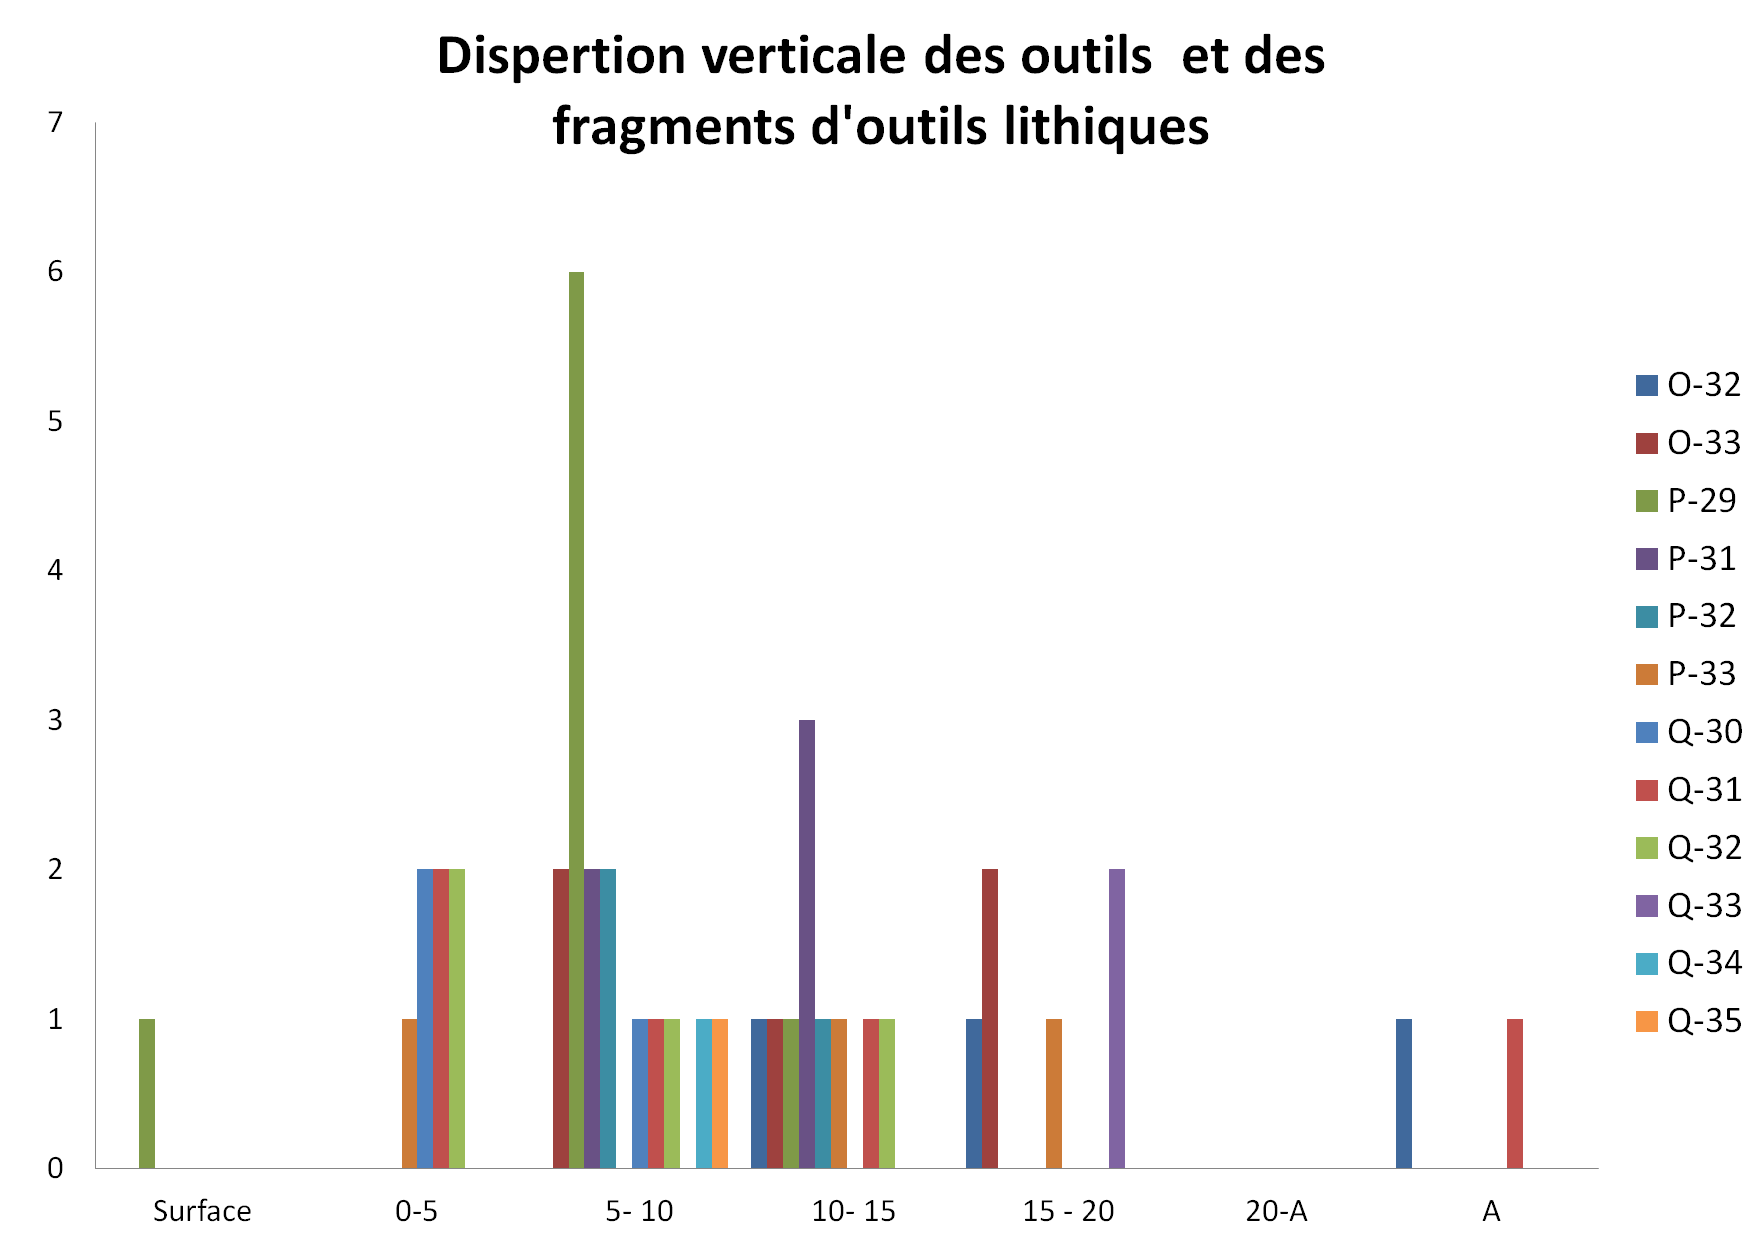 Dispertion verticale des outils  et des
fragments d'outils lithiques
7
6
5
4
3
2
1
0
Surface
0-5
5- 10
10- 15
15 - 20
20-A
A
O-32
O-33
P-29
P-31
P-32
P-33
Q-30
Q-31
Q-32
Q-33
Q-34
Q-35